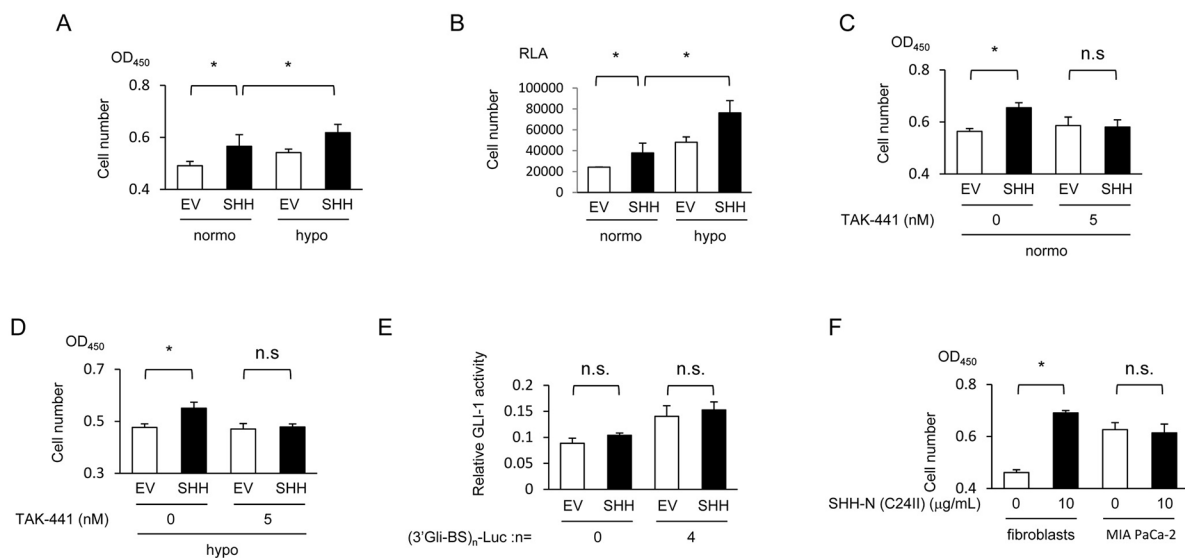 A
OD450
*
*
Cell number
0.8
0.6
0.4
EV SHH EV SHH
normo hypo
B
RLA
*
*
Cell number
100000
80000
60000
40000
20000
0
EV SHH EV SHH
normo hypo
C
OD450
*
n.s
Cell number
0.8
0.6
0.4
EV SHH EV SHH
TAK-441 (nM) 0 5
normo
D
OD450
*
n.s
Cell number
0.7
0.5
0.3
EV SHH EV SHH
TAK-441 (nM) 0 5
hypo
E
n.s.
n.s.
Relative GLI-1 activity
0.2
0.15
0.1
0.05
0
EV SHH EV SHH
(3'Gli-BS)n-Luc :n= 0 4
F
OD450
*
n.s.
Cell number
0.8
0.6
0.4
SHH-N (C24II) (μg/mL) 0 10 0 10
fibroblasts MIA PaCa-2